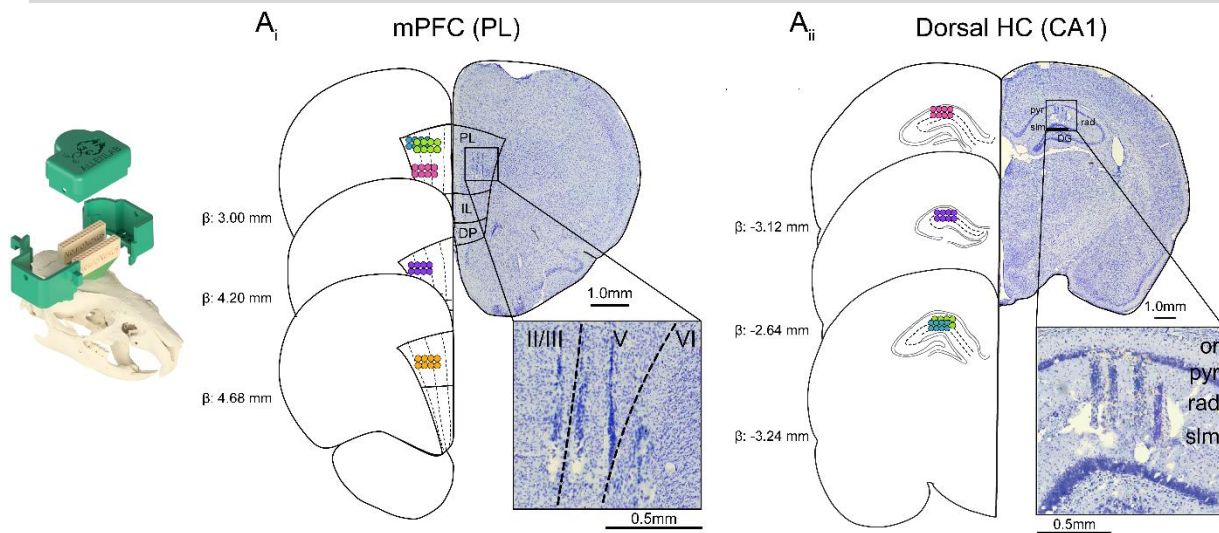 ALLENLAB
A
i
mPFC (PL)
PL
IL
DP
β: 3.00 mm
β: 4.20 mm
β: 4.68 mm
1.0mm
II/III V VI
0.5mm
A
ii
Dorsal HC (CA1)
pyr
rad
slm
DG
β: -3.12 mm
β: -2.64 mm
β: -3.24 mm
1.0mm
or
pyr
rad
slm
0.5mm